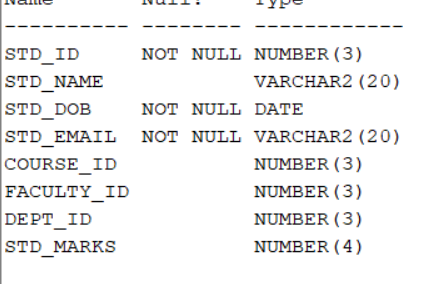 Name       Null?    Type
---------- -------- ------------
STD_ID     NOT NULL NUMBER(3)
STD_NAME            VARCHAR2(20)
STD_DOB    NOT NULL DATE
STD_EMAIL  NOT NULL VARCHAR2(20)
COURSE_ID           NUMBER(3)
FACULTY_ID          NUMBER(3)
DEPT_ID             NUMBER(3)
STD_MARKS           NUMBER(4)